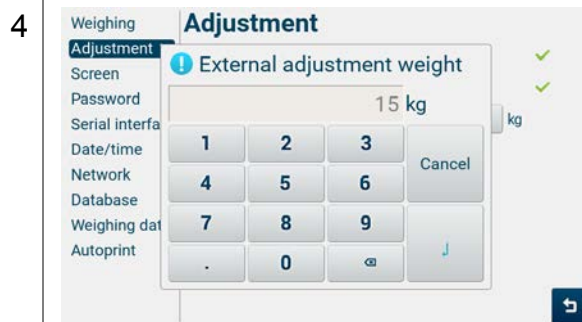 4
Weighing
Adjustment
Adjustment
Screen
Password
Serial interfa
Date/time
Network
Database
Weighing dat
Autoprint
External adjustment weight
15 kg
kg
1 2 3
Cancel
4 5 6
7 8 9
. 0